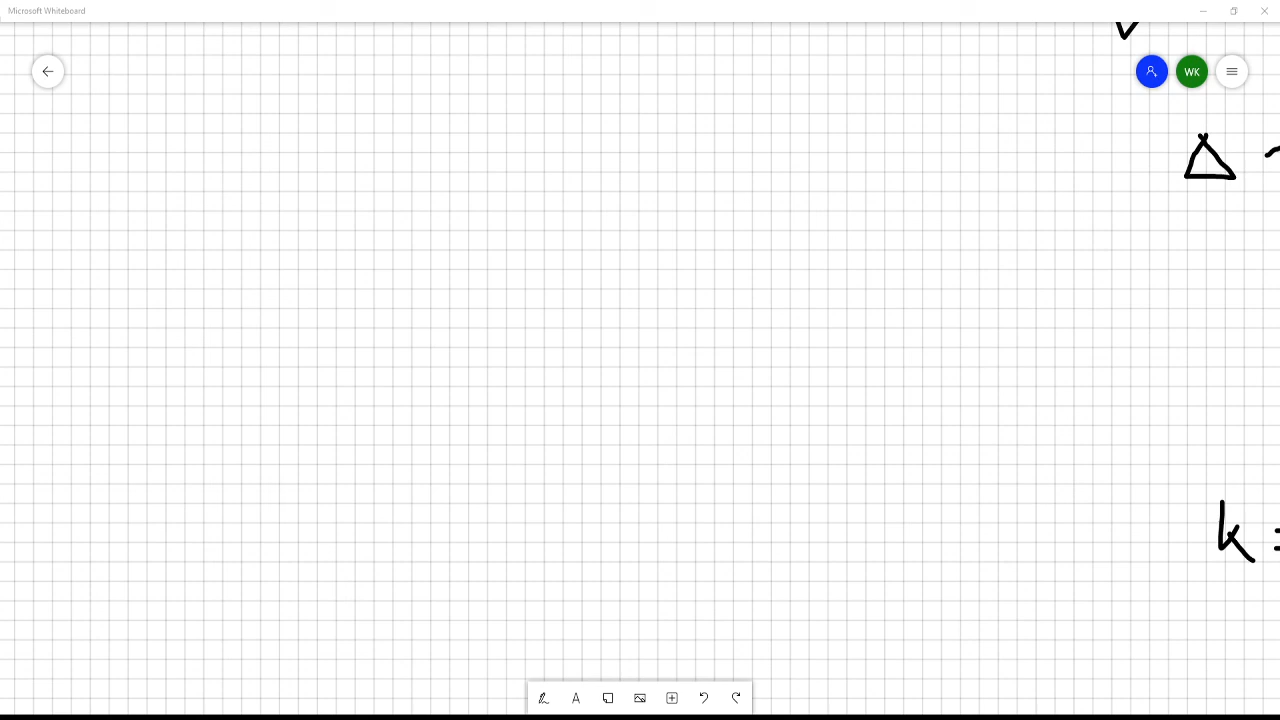 Microsoft Whiteboard
WK
Δ
k =
A